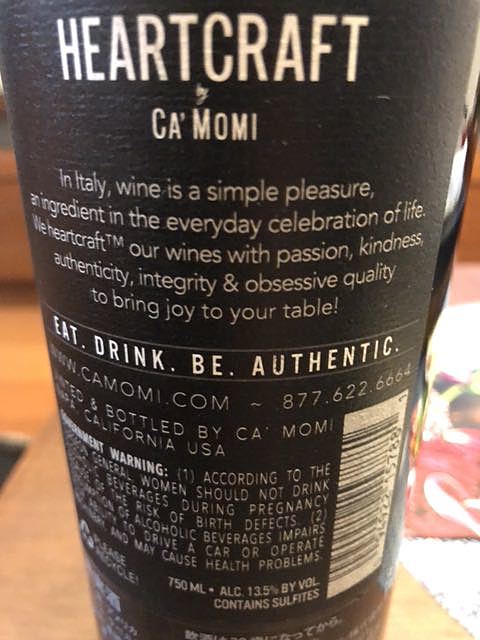 HEARTCRAFT
by
CA' MOMI
In Italy, wine is a simple pleasure,
an ingredient in the everyday celebration of life.
We heartcraft™ our wines with passion, kindness,
authenticity, integrity & obsessive quality
to bring joy to your table!
EAT. DRINK. BE. AUTHENTIC.
WWW.CAMOMI.COM ~ 877.622.6664
& BOTTLED BY CA' MOMI
CALIFORNIA USA
WARNING: (1) ACCORDING TO THE
GENERAL, WOMEN SHOULD NOT DRINK
BEVERAGES DURING PREGNANCY
OF THE RISK OF BIRTH DEFECTS. (2)
OF ALCOHOLIC BEVERAGES IMPAIRS
TO DRIVE A CAR OR OPERATE
AND MAY CAUSE HEALTH PROBLEMS.
750 ML • ALC. 13.5% BY VOL
CONTAINS SULFITES